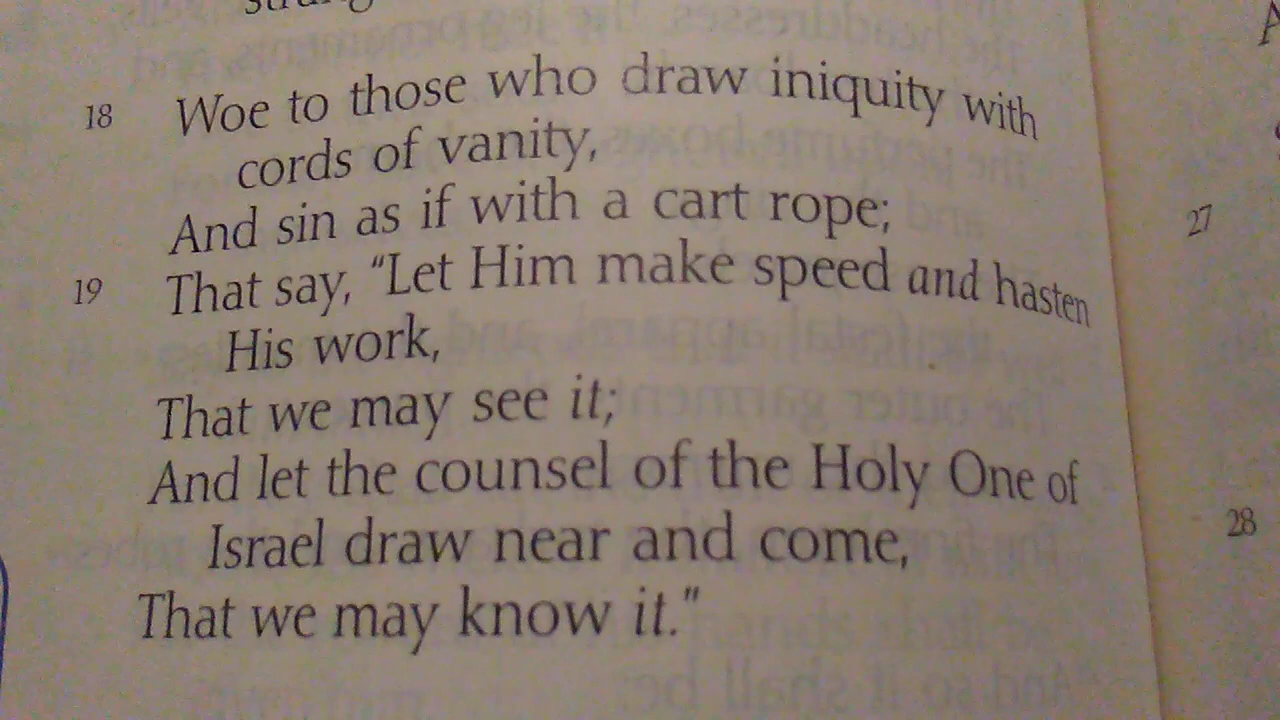 18 Woe to those who draw iniquity with
cords of vanity,
And sin as if with a cart rope;
19 That say, “Let Him make speed and hasten
His work,
That we may see it;
And let the counsel of the Holy One of
Israel draw near and come,
That we may know it.”
27
28